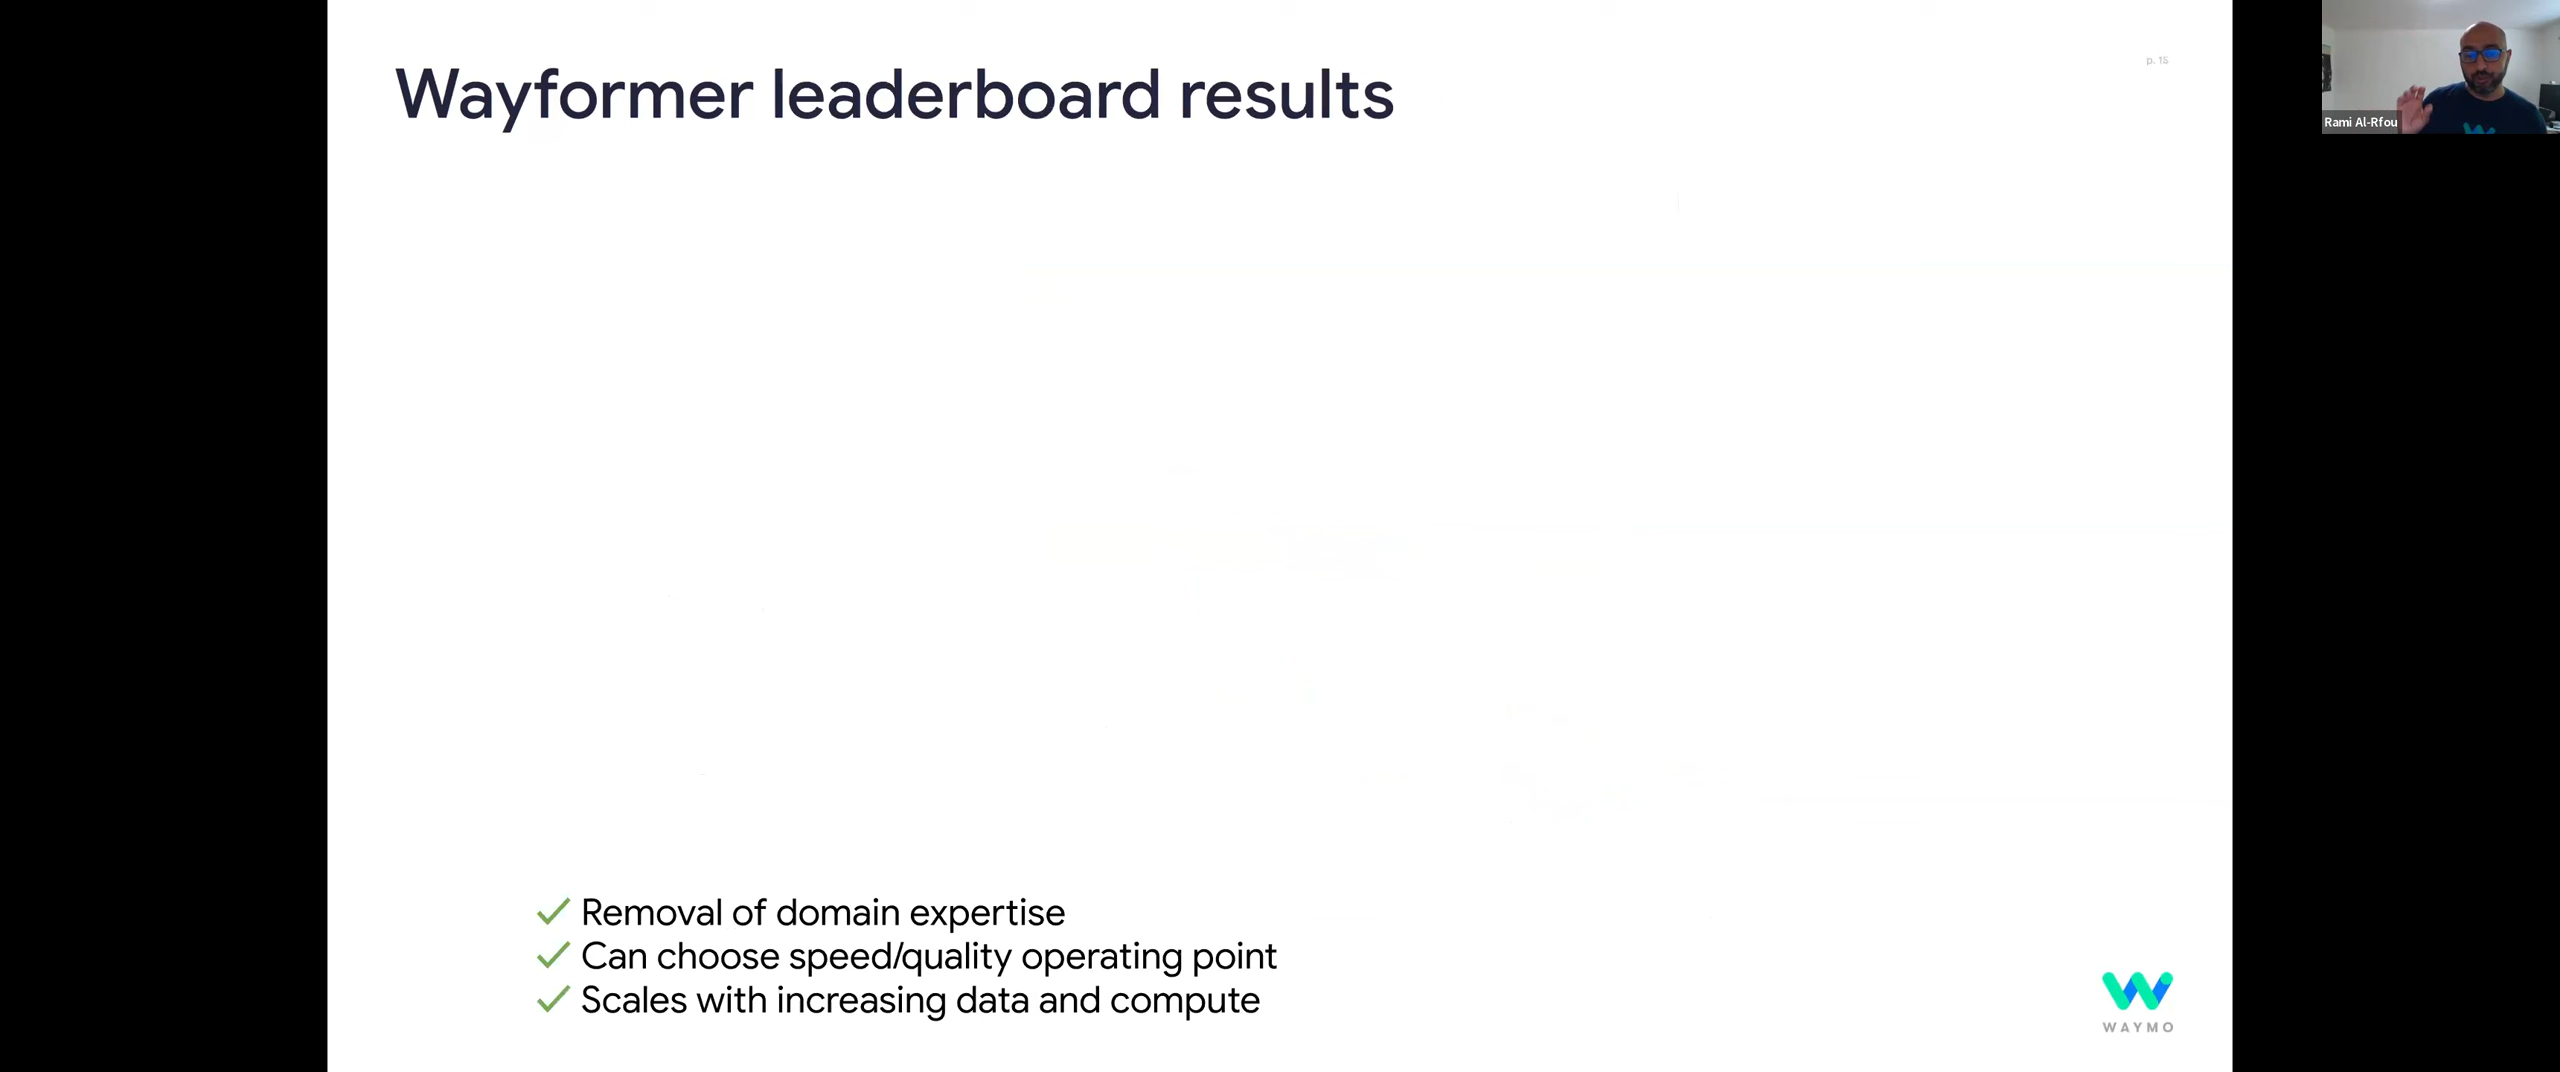 Wayformer leaderboard results
p. 15
Rami Al-Rfou
Removal of domain expertise
Can choose speed/quality operating point
Scales with increasing data and compute
WAYMO